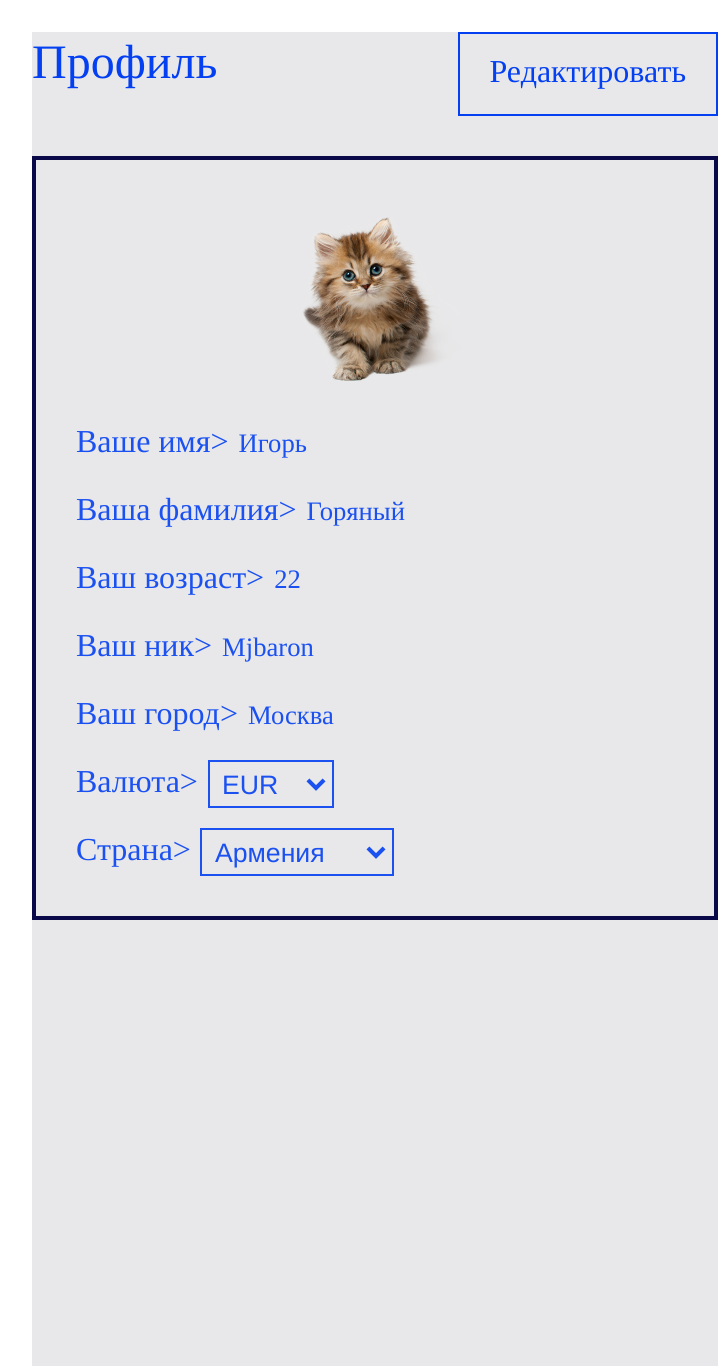 Профиль
Редактировать
Ваше имя> Игорь
Ваша фамилия> Горяный
Ваш возраст> 22
Ваш ник> Mjbaron
Ваш город> Москва
Валюта> EUR
Страна> Армения